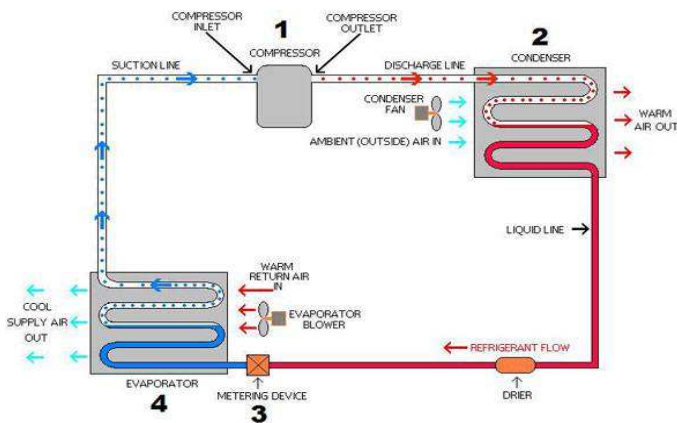 COMPRESSOR
INLET
1
COMPRESSOR
COMPRESSOR
OUTLET
2
CONDENSER
SUCTION LINE
DISCHARGE LINE
CONDENSER
FAN
WARM
AIR OUT
AMBIENT (OUTSIDE) AIR IN
LIQUID LINE
WARM
RETURN AIR
IN
COOL
SUPPLY AIR
OUT
EVAPORATOR
BLOWER
REFRIGERANT FLOW
EVAPORATOR
4
METERING DEVICE
3
DRIER